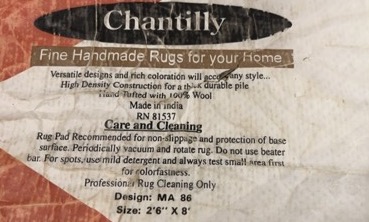 Chantilly
Fine Handmade Rugs for your Home
Versatile designs and rich coloration will accompany style...
High Density Construction for a thick durable pile
Hand Tufted with 100% Wool
Made in India
RN 81537
Care and Cleaning
Rug Pad Recommended for non-slippage and protection of base
surface. Periodically vacuum and rotate rug. Do not use beater
bar. For spots, use mild detergent and always test small area first
for colorfastness.
Professional Rug Cleaning Only
Design: MA 86
Size: 2'6" X 8'